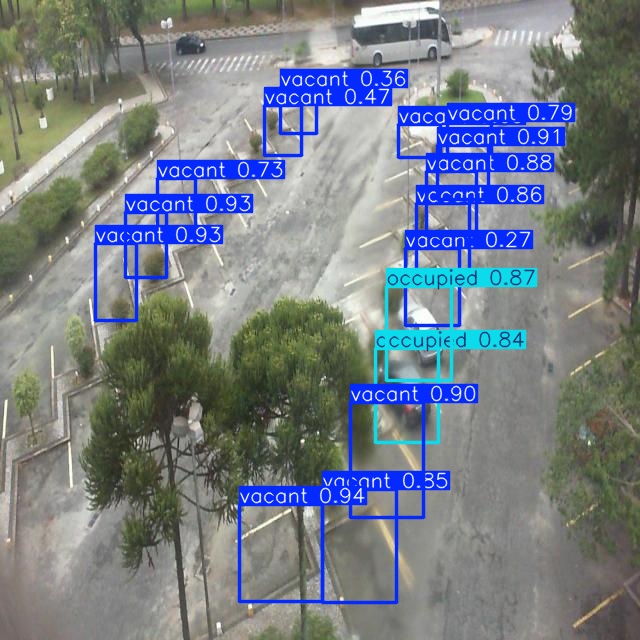 vacant 0.36
vacant 0.47
vaca
vacant 0.79
vacant 0.91
vacant 0.88
vacant 0.73
vacant 0.86
vacant 0.93
vacant 0.93
vacan 0.27
occupied 0.87
occupied 0.84
vacant 0.90
vacant 0.85
vacant 0.94